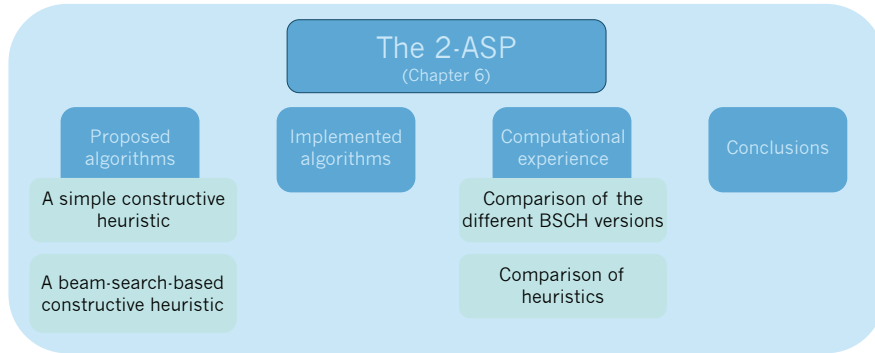 The 2-ASP
(Chapter 6)
Proposed
algorithms
A simple constructive
heuristic
A beam-search-based
constructive heuristic
Implemented
algorithms
Computational
experience
Comparison of the
different BSCH versions
Comparison of
heuristics
Conclusions